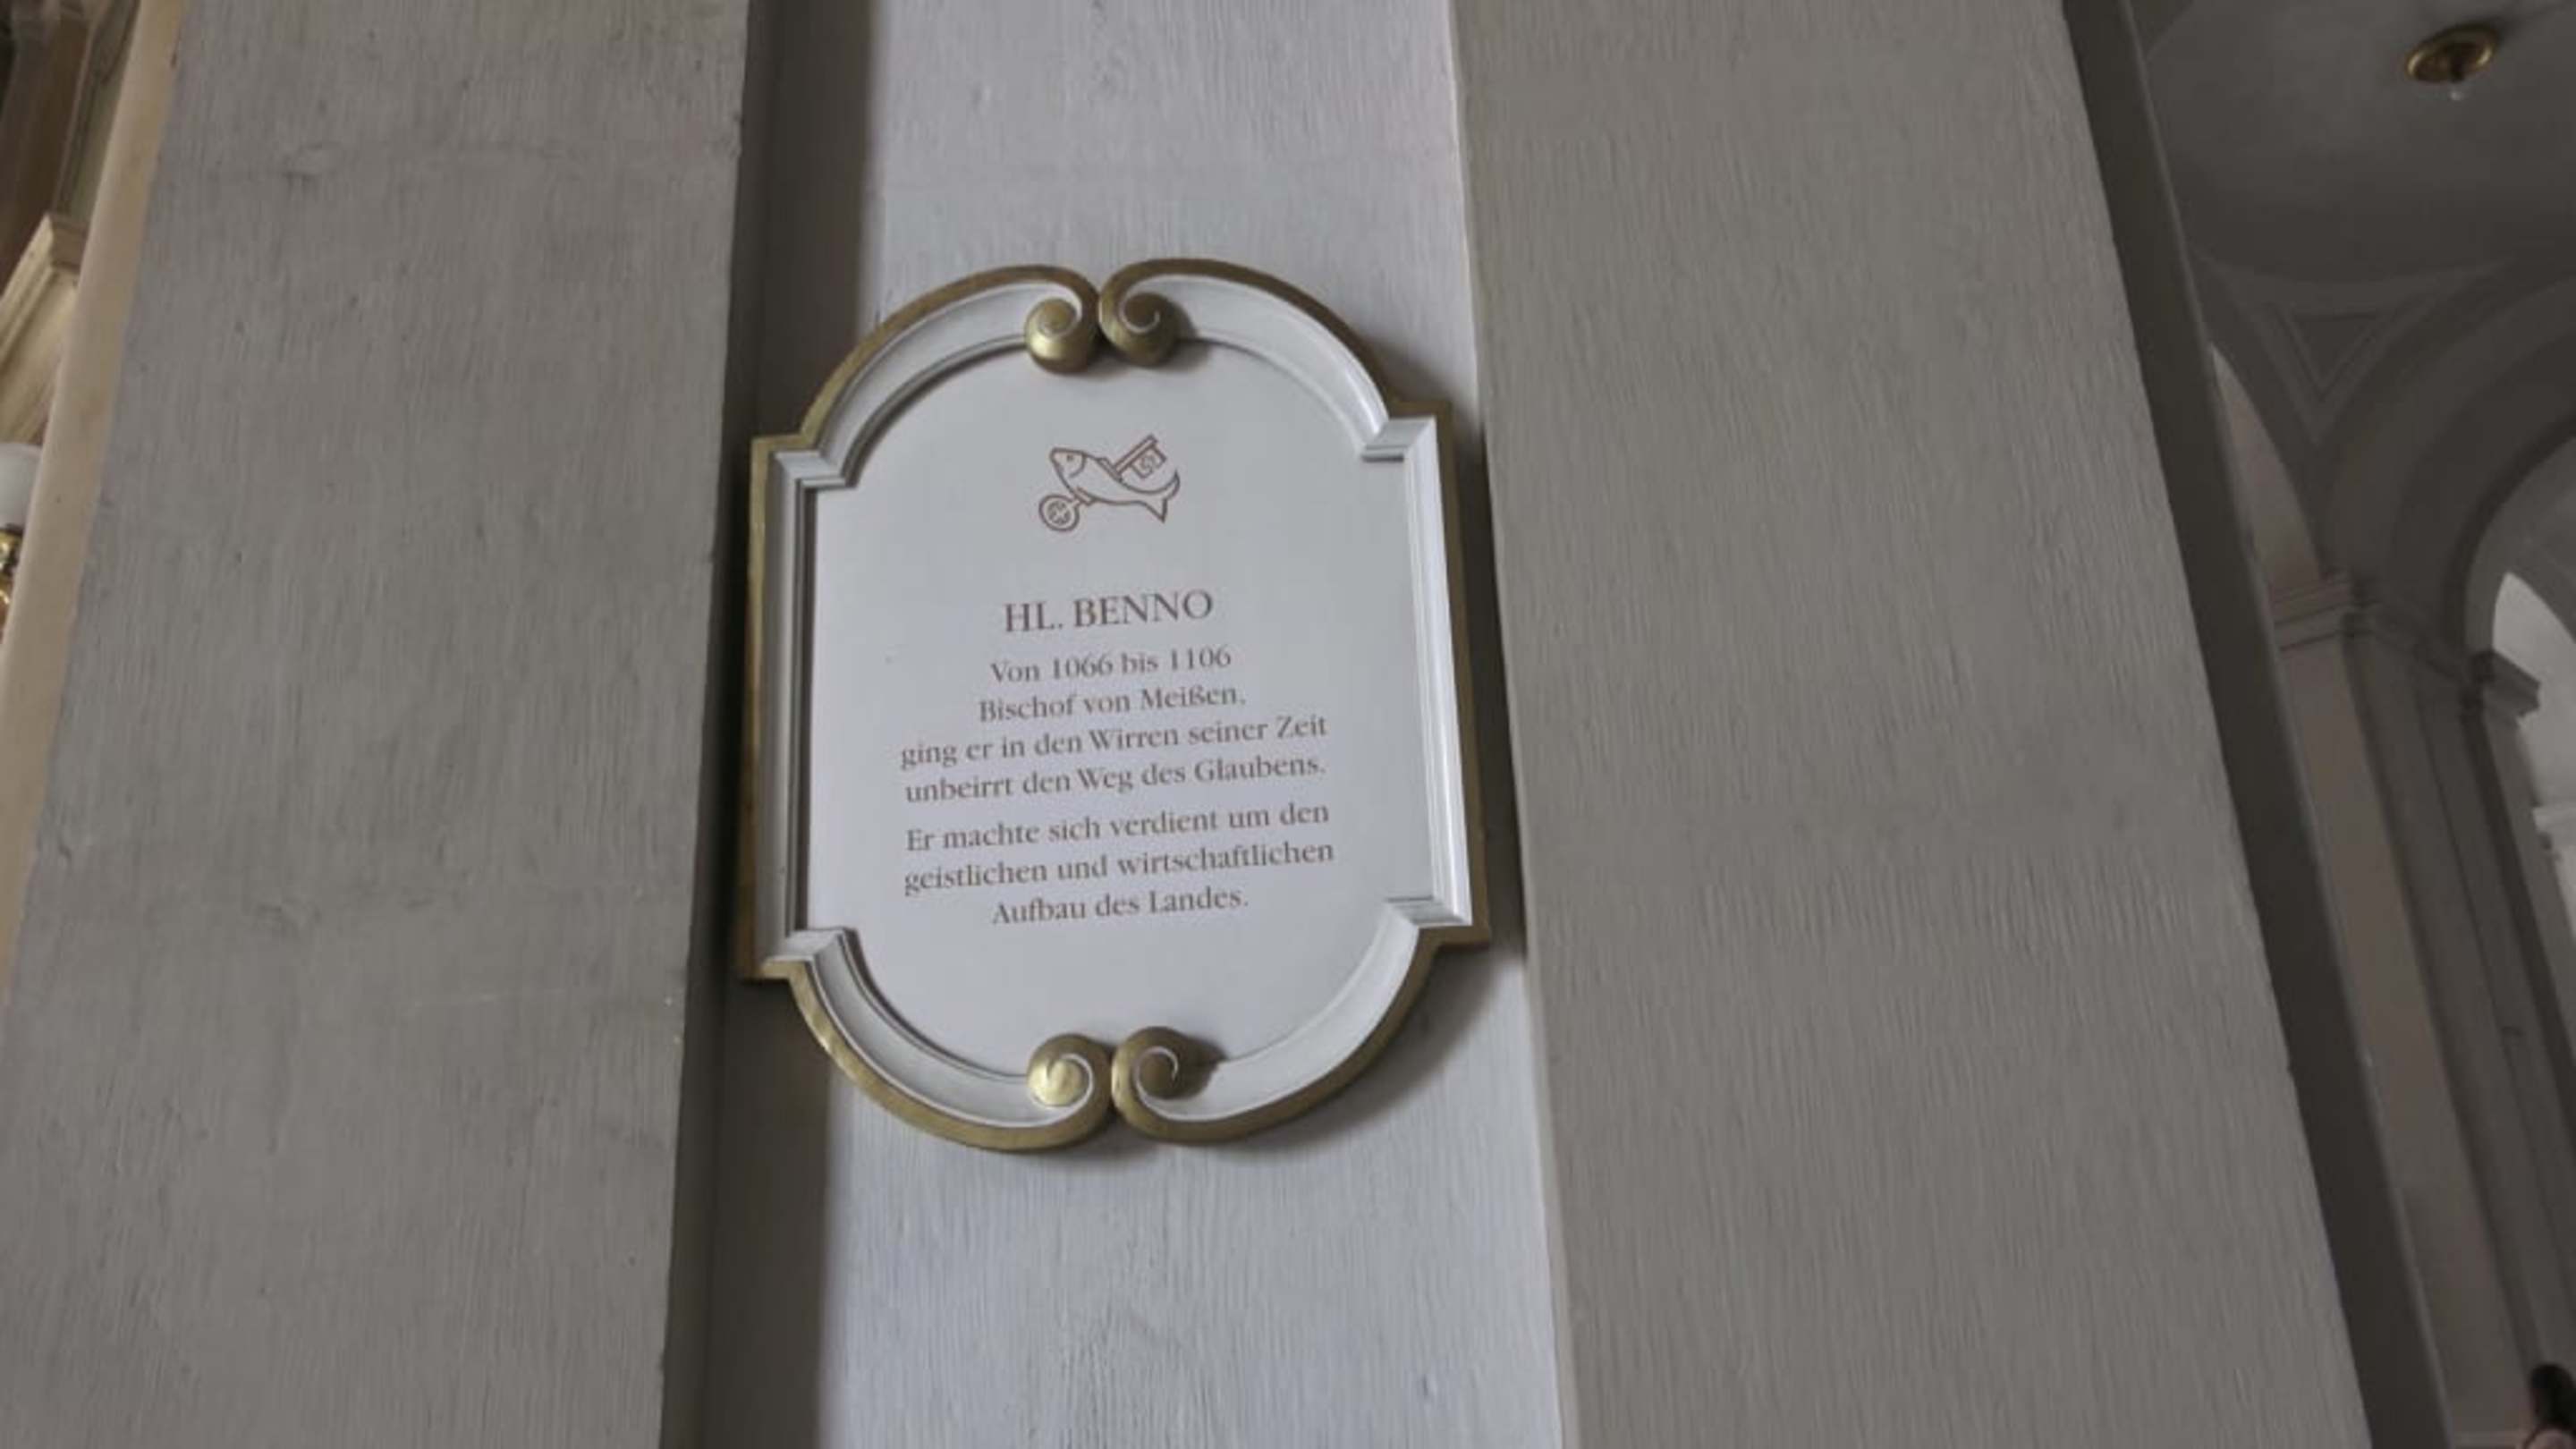 HL. BENNO
Von 1066 bis 1106
Bischof von Meißen,
ging er in den Wirren seiner Zeit
unbeirrt den Weg des Glaubens.
Er machte sich verdient um den
geistlichen und wirtschaftlichen
Aufbau des Landes.